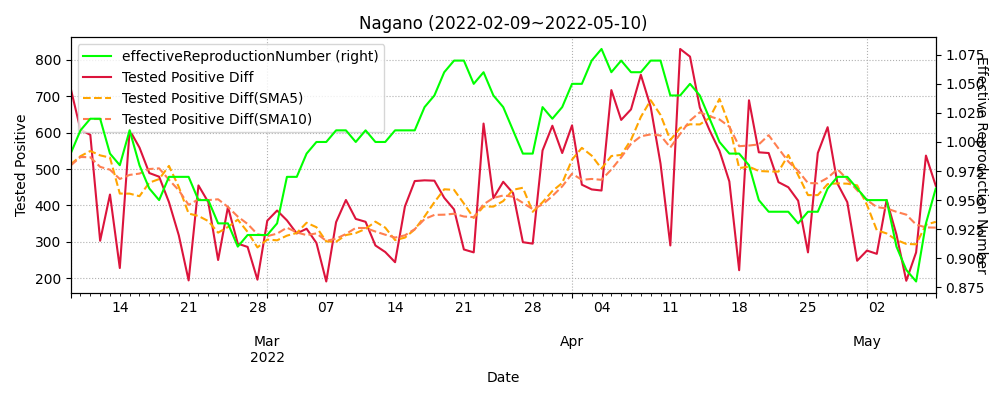 Nagano (2022-02-09~2022-05-10)
effectiveReproductionNumber (right)
Tested Positive Diff
Tested Positive Diff(SMA5)
Tested Positive Diff(SMA10)
Tested Positive
800
700
600
500
400
300
200
1.075
1.050
1.025
1.000
0.975
0.950
0.925
0.900
0.875
Effective Reproduction Number
14 21 28 07 14 21 28 04 11 18 25 02
Mar Apr May
2022
Date